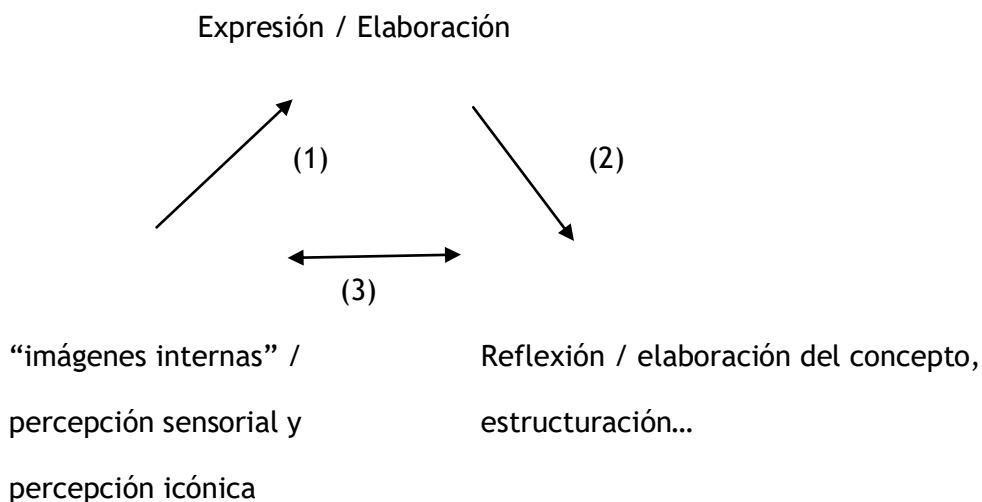 Expresión / Elaboración
(1)
(2)
(3)
“imágenes internas” /
percepción sensorial y
percepción icónica
Reflexión / elaboración del concepto,
estructuración…